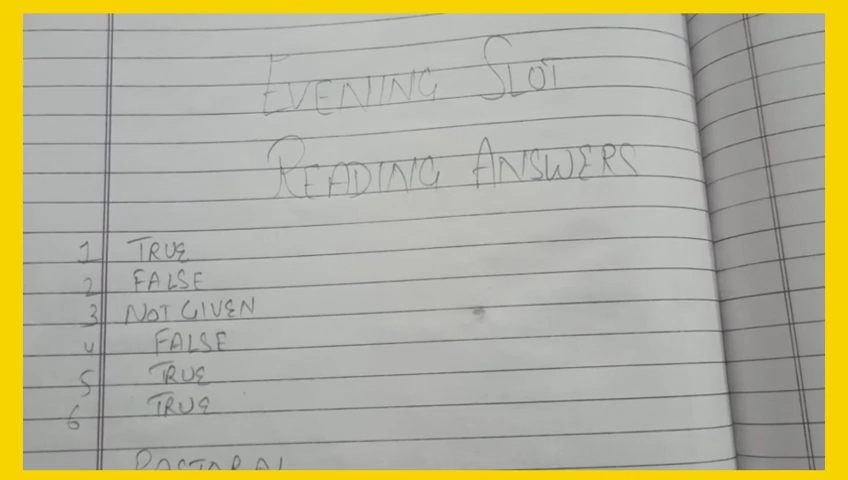 EVENING SLOT
READING ANSWERS
1 TRUE
2 FALSE
3 NOT GIVEN
4 FALSE
5 TRUE
6 TRUE